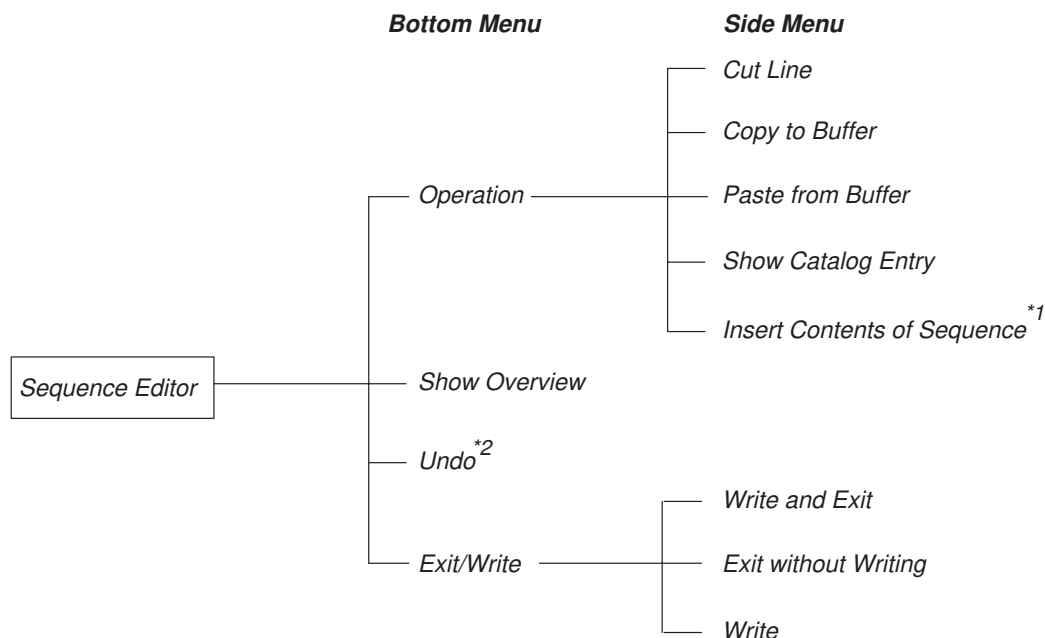 Bottom Menu Side Menu
Cut Line
Copy to Buffer
Operation Paste from Buffer
Show Catalog Entry
Insert Contents of Sequence*1
Sequence Editor Show Overview
Undo*2
Write and Exit
Exit/Write Exit without Writing
Write